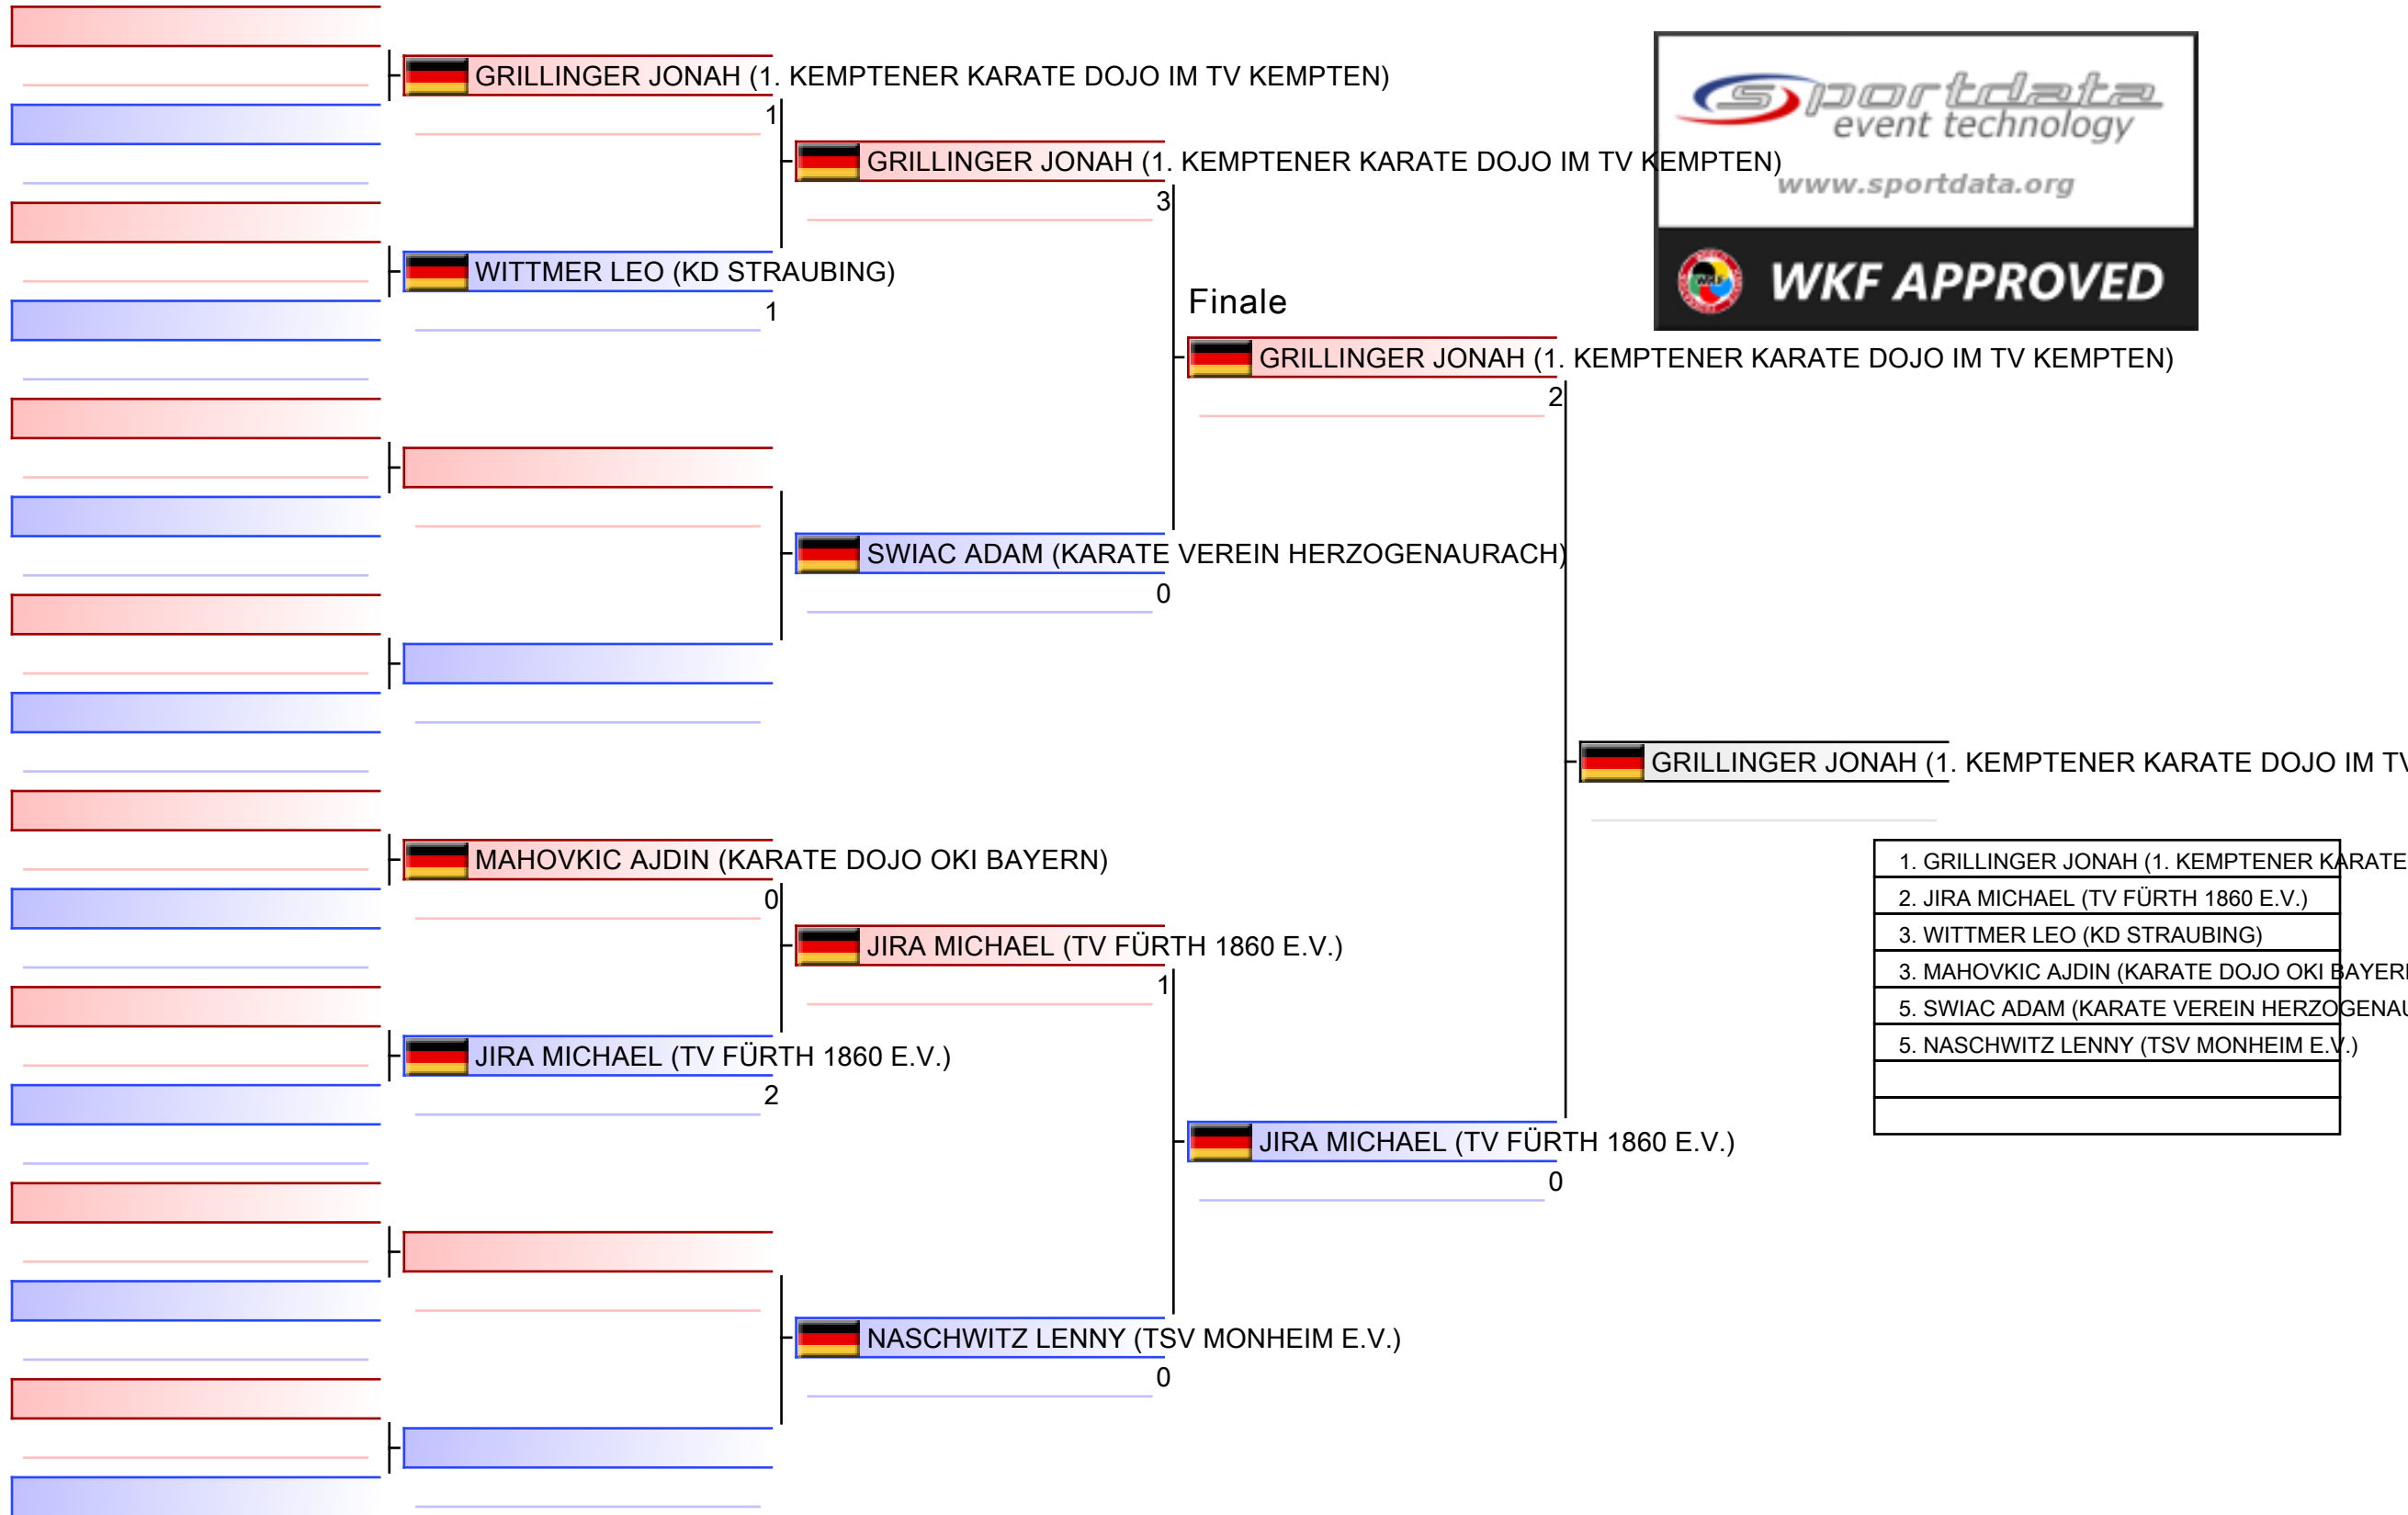 GRILLINGER JONAH (1. KEMPTENER KARATE DOJO IM TV KEMPTEN)
1
WITTMER LEO (KD STRAUBING)
1
MAHOVKIC AJDIN (KARATE DOJO OKI BAYERN)
0
JIRA MICHAEL (TV FÜRTH 1860 E.V.)
2
GRILLINGER JONAH (1. KEMPTENER KARATE DOJO IM TV KEMPTEN)
3
SWIAC ADAM (KARATE VEREIN HERZOGENAURACH)
0
JIRA MICHAEL (TV FÜRTH 1860 E.V.)
1
NASCHWITZ LENNY (TSV MONHEIM E.V.)
0
Finale
GRILLINGER JONAH (1. KEMPTENER KARATE DOJO IM TV KEMPTEN)
2
JIRA MICHAEL (TV FÜRTH 1860 E.V.)
0
sportdata
event technology
www.sportdata.org
WKF
WKF APPROVED
GRILLINGER JONAH (1. KEMPTENER KARATE DOJO IM TV
1. GRILLINGER JONAH (1. KEMPTENER KARATE
2. JIRA MICHAEL (TV FÜRTH 1860 E.V.)
3. WITTMER LEO (KD STRAUBING)
3. MAHOVKIC AJDIN (KARATE DOJO OKI BAYERN
5. SWIAC ADAM (KARATE VEREIN HERZOGENAU
5. NASCHWITZ LENNY (TSV MONHEIM E.V.)